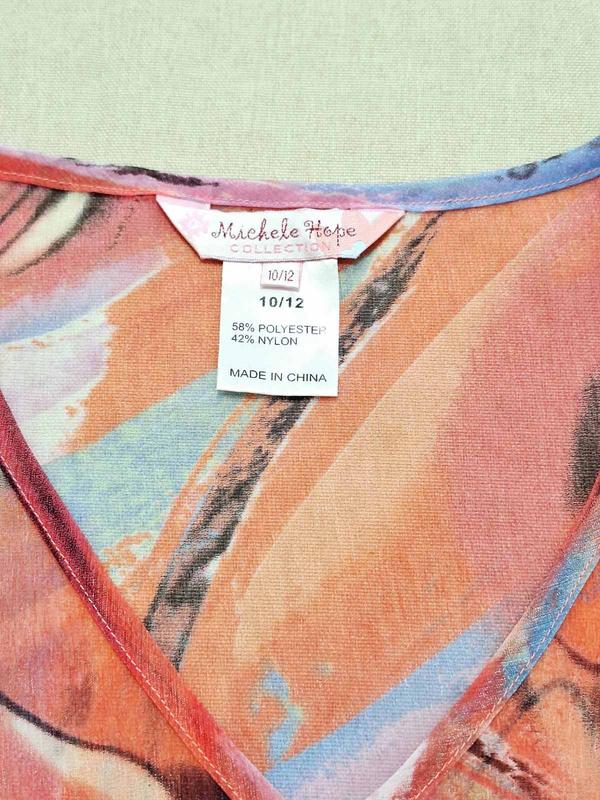 Michele Hope
COLLECTION
10/12
10/12
58% POLYESTER
42% NYLON
MADE IN CHINA